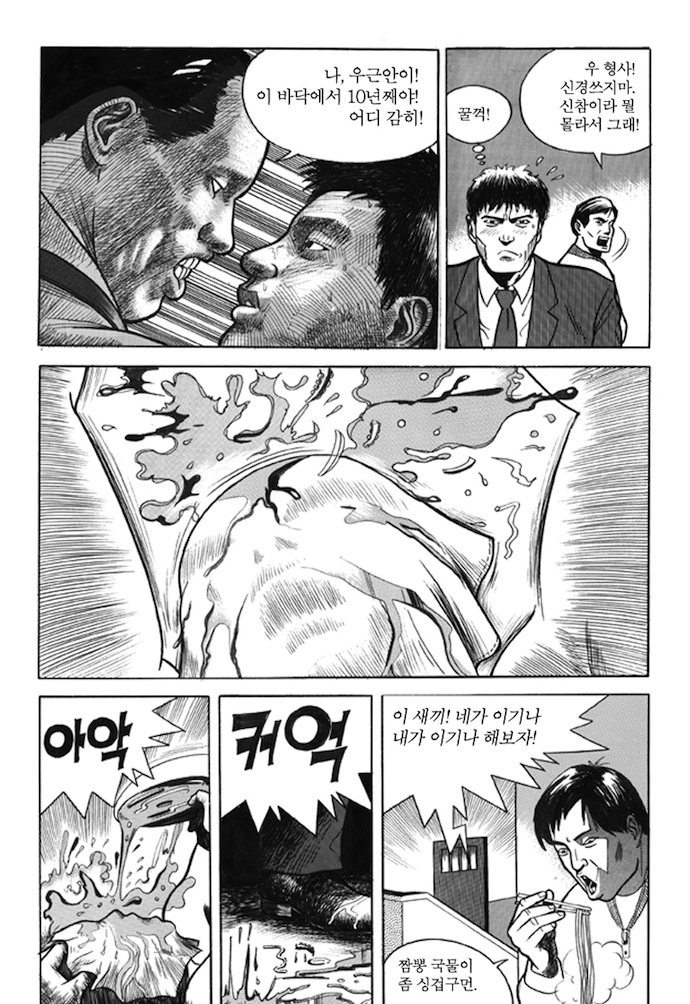 나, 우근안이!
이 바닥에서 10년째야!
어디 감히!
우 형사!
신경쓰지마.
신참이라 뭘
몰라서 그래!
꿀꺽!
아악
커억
이 새끼! 네가 이기나
내가 이기나 해보자!
짬뽕 국물이
좀 싱겁구먼.